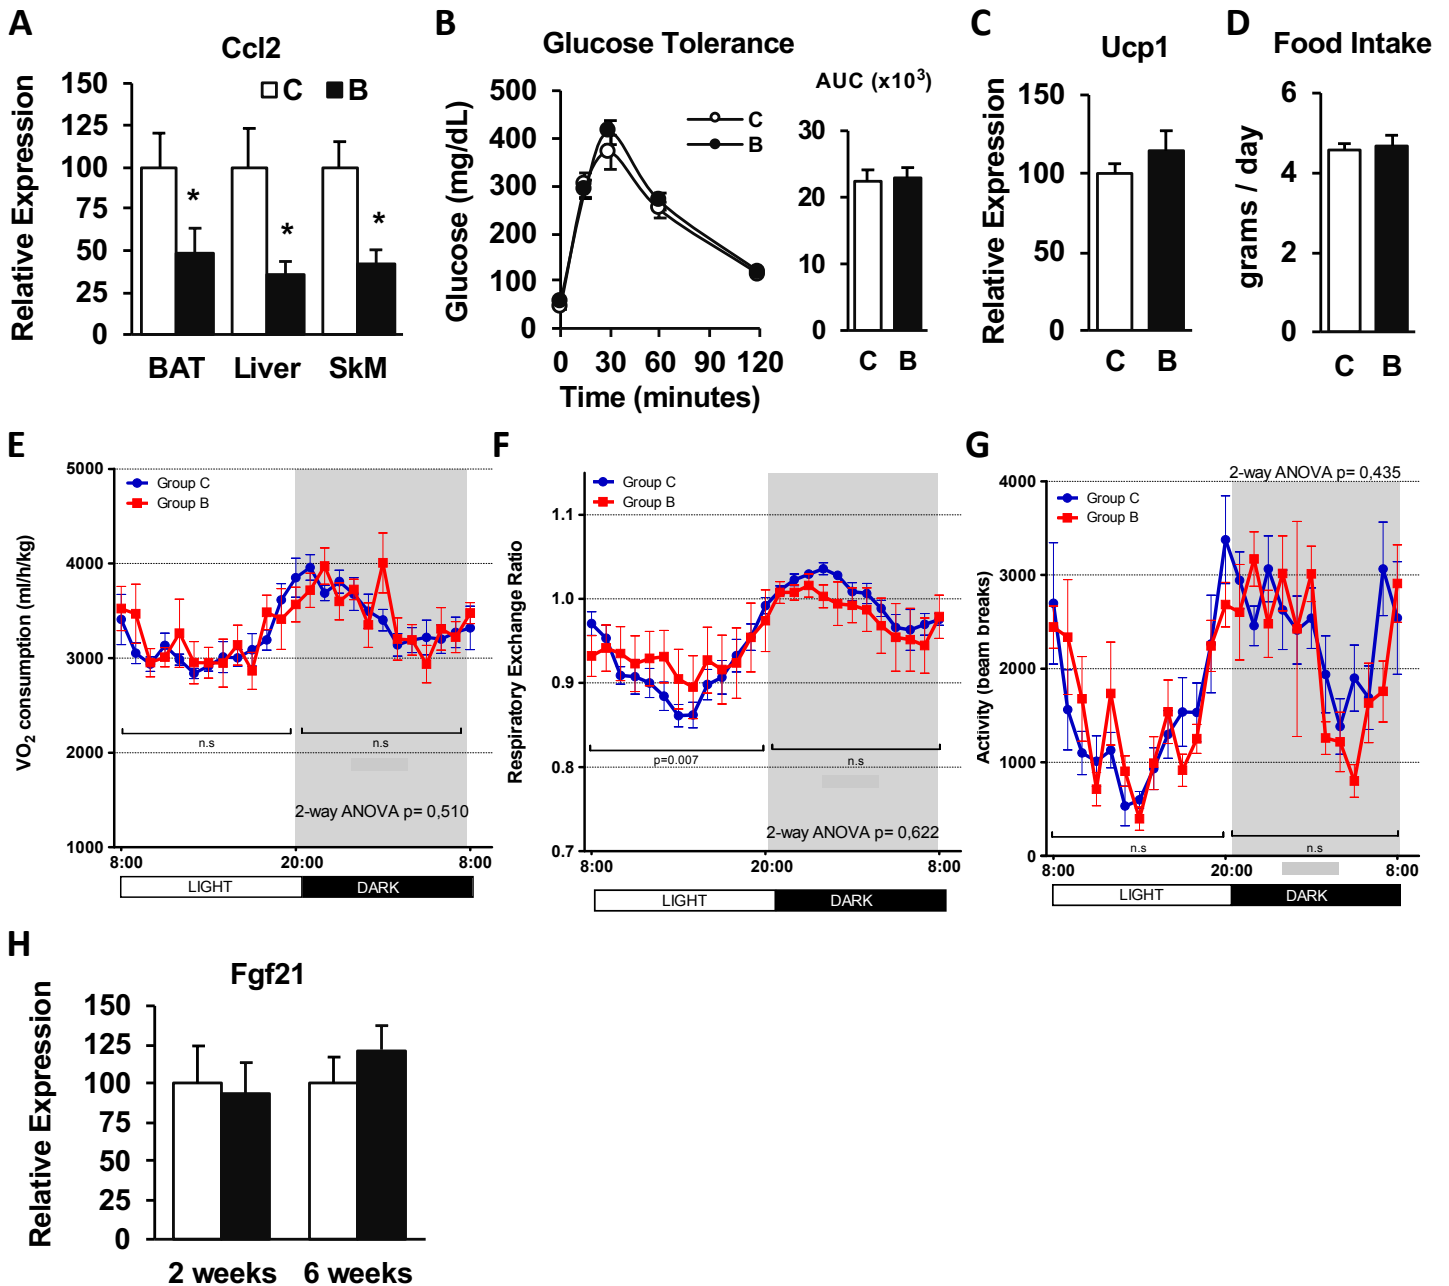 A
Ccl2
Relative Expression
150
125
100
75
50
25
0
C B
*
*
*
BAT Liver SkM
B
Glucose Tolerance
Glucose (mg/dL)
500
400
300
200
100
0
C
B
0 30 60 90 120
Time (minutes)
AUC (x10³)
30
20
10
0
C B
C
Ucp1
Relative Expression
150
100
50
0
C B
D
Food Intake
grams / day
6
4
2
0
C B
E
VO₂ consumption (ml/h/kg)
5000
4000
3000
2000
1000
Group C
Group B
n.s
n.s
2-way ANOVA p= 0,510
8:00 20:00 8:00
LIGHT DARK
F
Respiratory Exchange Ratio
1.1
1.0
0.9
0.8
0.7
Group C
Group B
p=0.007
n.s
2-way ANOVA p= 0,622
8:00 20:00 8:00
LIGHT DARK
G
2-way ANOVA p= 0,435
Activity (beam breaks)
4000
3000
2000
1000
0
Group C
Group B
n.s
n.s
8:00 20:00 8:00
LIGHT DARK
H
Fgf21
Relative Expression
150
125
100
75
50
25
0
2 weeks 6 weeks